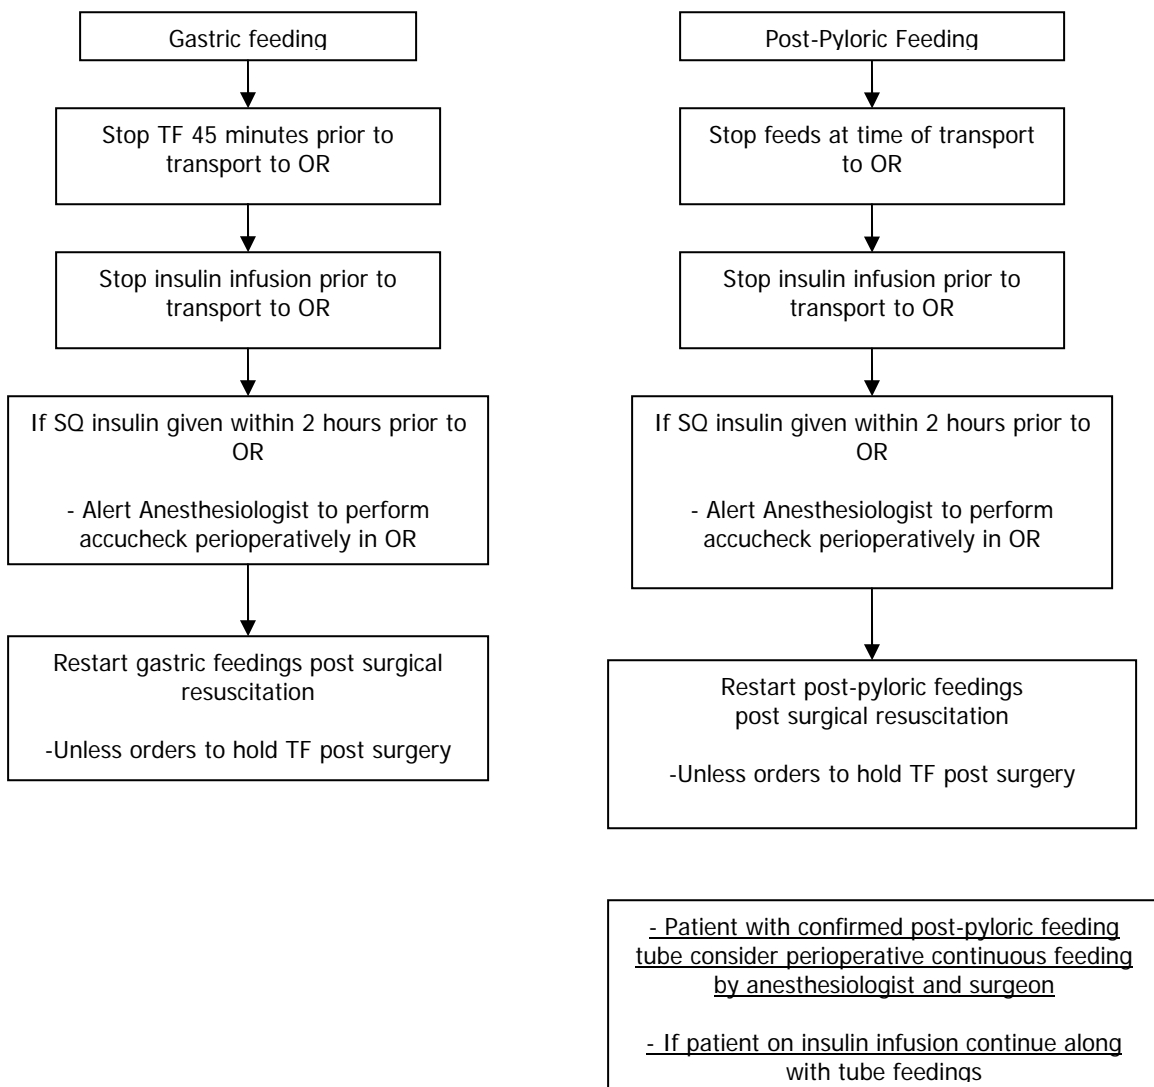 Gastric feeding
Stop TF 45 minutes prior to
transport to OR
Stop insulin infusion prior to
transport to OR
If SQ insulin given within 2 hours prior to
OR
- Alert Anesthesiologist to perform
accucheck perioperatively in OR
Restart gastric feedings post surgical
resuscitation
-Unless orders to hold TF post surgery
Post-Pyloric Feeding
Stop feeds at time of transport
to OR
Stop insulin infusion prior to
transport to OR
If SQ insulin given within 2 hours prior to
OR
- Alert Anesthesiologist to perform
accucheck perioperatively in OR
Restart post-pyloric feedings
post surgical resuscitation
-Unless orders to hold TF post surgery
- Patient with confirmed post-pyloric feeding
tube consider perioperative continuous feeding
by anesthesiologist and surgeon
- If patient on insulin infusion continue along
with tube feedings